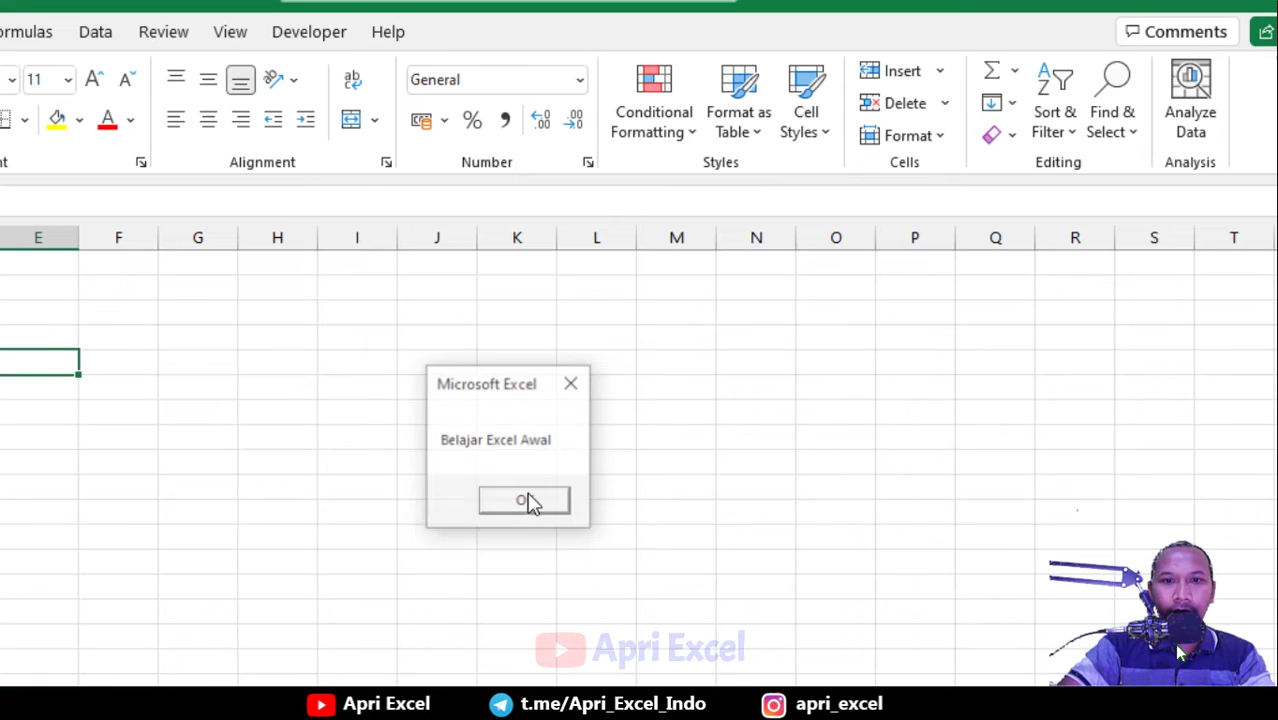 ormulas Data Review View Developer Help Comments
11 General
Conditional Formatting
Format as Table
Cell Styles
Insert
Delete
Format
Sort & Filter
Find & Select
Analyze Data
Alignment Number Styles Cells Editing Analysis
E F G H I J K L M N O P Q R S T
Microsoft Excel
Belajar Excel Awal
Apri Excel
Apri Excel t.me/Apri_Excel_Indo apri_excel